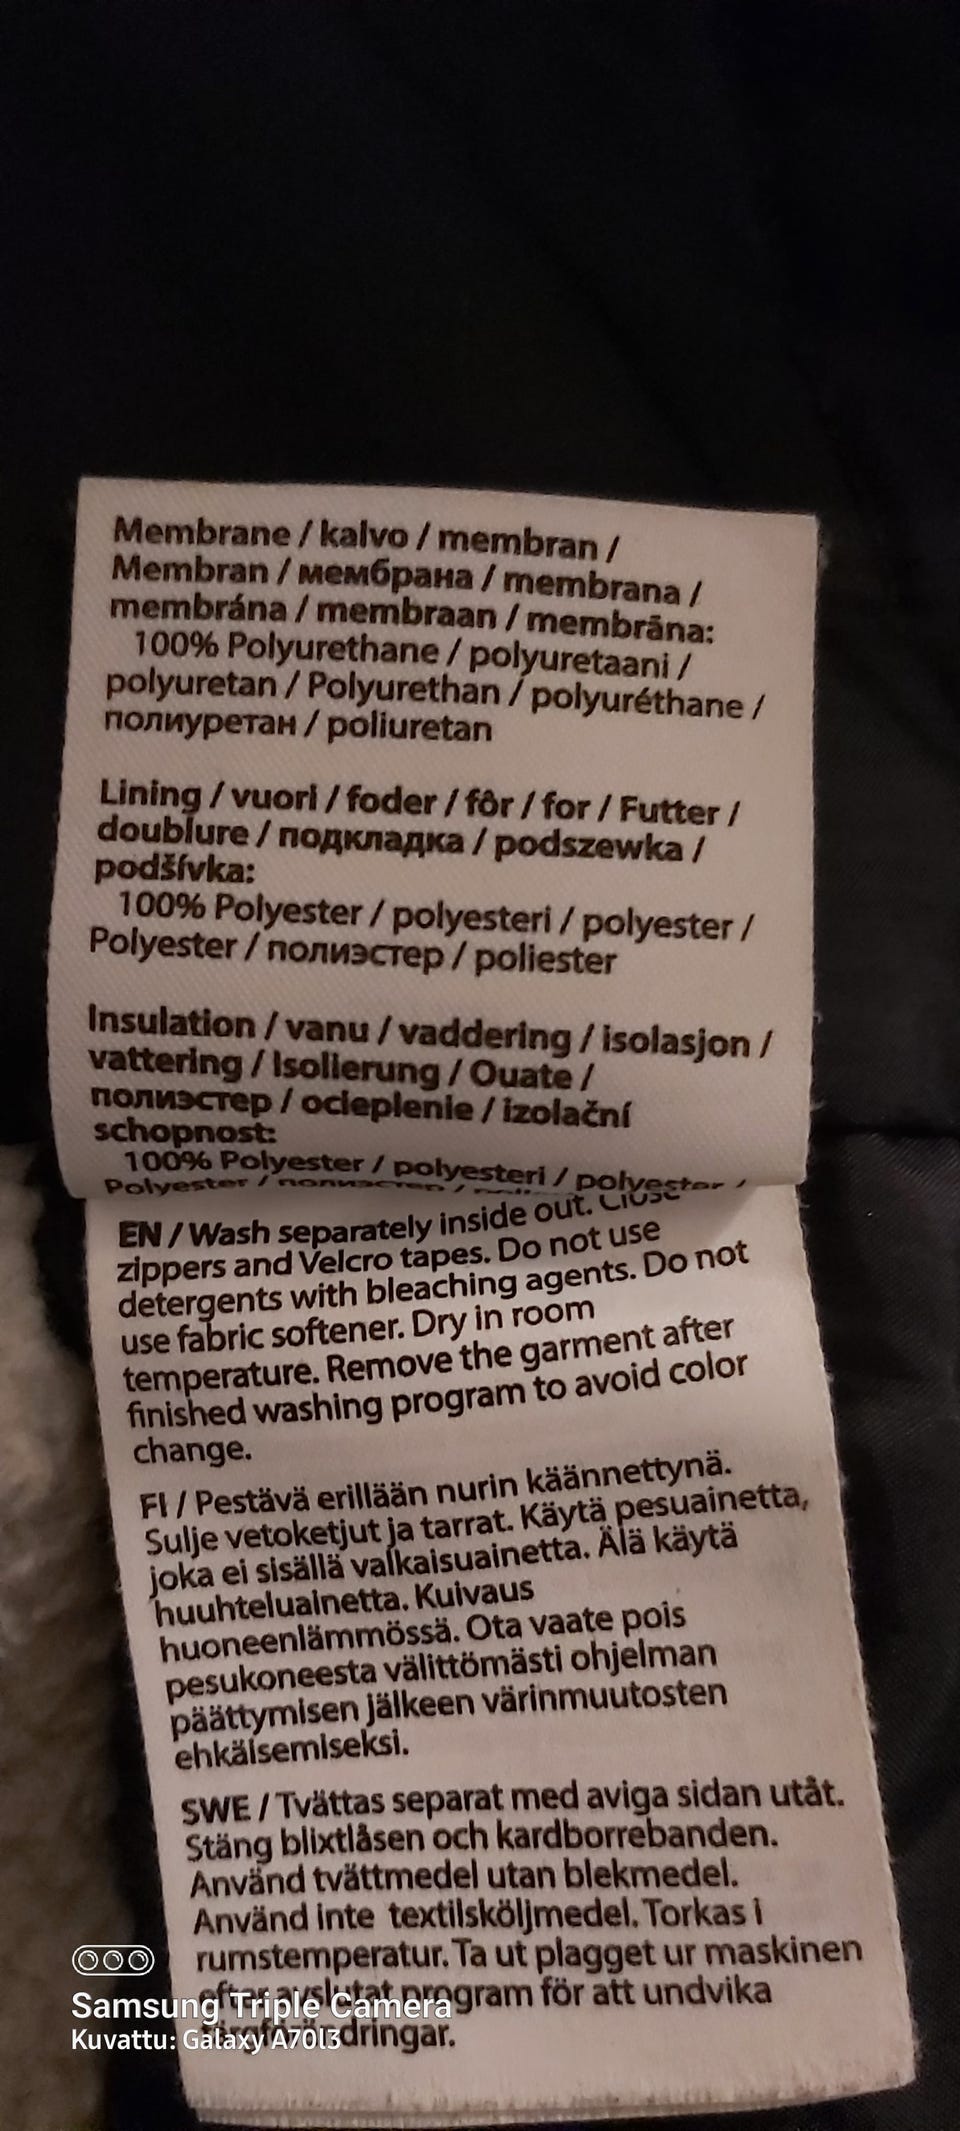 Membrane / kalvo / membran /
Membran / мембрана / membrana /
membrána / membraan / membrāna:
100% Polyurethane / polyuretaani /
polyuretan / Polyurethan / polyuréthane /
полиуретан / poliuretan
Lining / vuori / foder / fôr / for / Futter /
doublure / подкладка / podszewka /
podšívka:
100% Polyester / polyesteri / polyester /
Polyester / полиэстер / poliester
Insulation / vanu / vaddering / isolasjon /
vattering / Isolierung / Ouate /
полиэстер / ocieplenie / izolační
schopnost:
100% Polyester / polyesteri / polyester /
Polyester / полиэстер /
EN / Wash separately inside out. Close
zippers and Velcro tapes. Do not use
detergents with bleaching agents. Do not
use fabric softener. Dry in room
temperature. Remove the garment after
finished washing program to avoid color
change.
FI / Pestävä erillään nurin käännettynä.
Sulje vetoketjut ja tarrat. Käytä pesuainetta,
joka ei sisällä valkaisuainetta. Älä käytä
huuhteluainetta. Kuivaus
huoneenlämmössä. Ota vaate pois
pesukoneesta välittömästi ohjelman
päättymisen jälkeen värinmuutosten
ehkäisemiseksi.
SWE / Tvättas separat med aviga sidan utåt.
Stäng blixtlåsen och kardborrebanden.
Använd tvättmedel utan blekmedel.
Använd inte textilsköljmedel. Torkas i
rumstemperatur. Ta ut plagget ur maskinen
efter avslutat program för att undvika
färgförändringar.
Samsung Triple Camera
Kuvattu: Galaxy A70l3